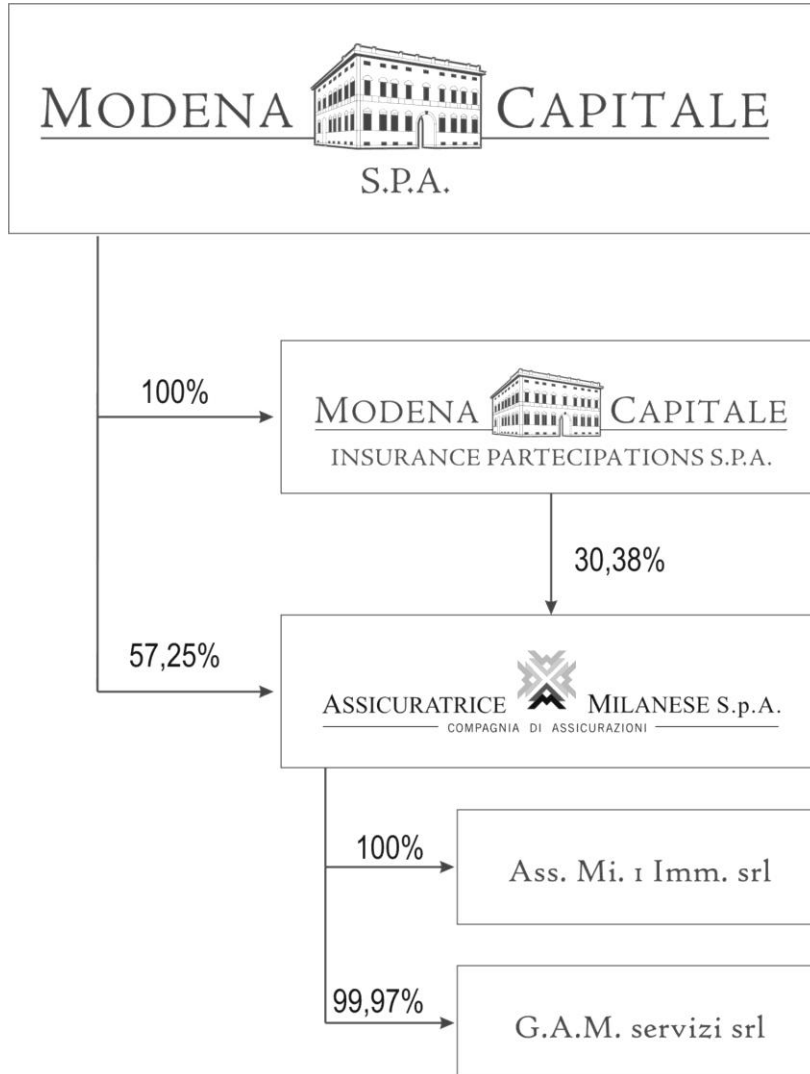 MODENA CAPITALE
S.P.A.
100%
MODENA CAPITALE
INSURANCE PARTECIPATIONS S.P.A.
30,38%
57,25%
ASSICURATRICE MILANESE S.p.A.
COMPAGNIA DI ASSICURAZIONI
100%
Ass. Mi. 1 Imm. srl
99,97%
G.A.M. servizi srl